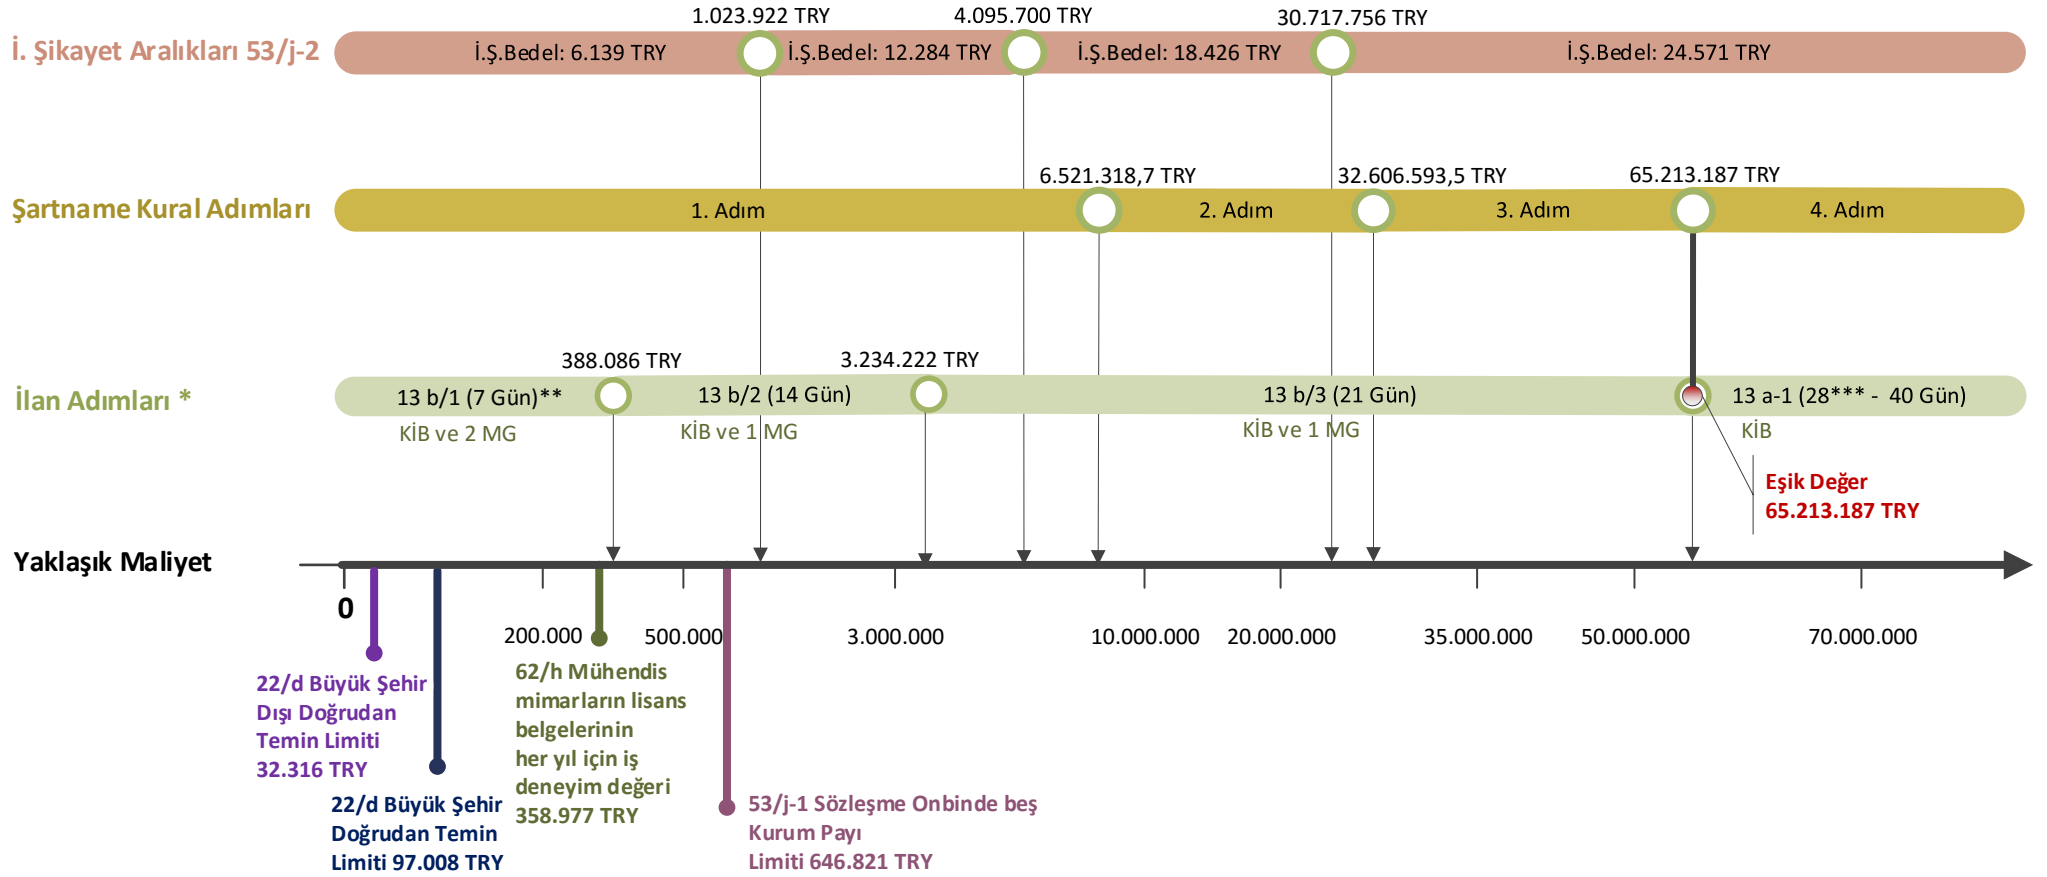 1.023.922 TRY
4.095.700 TRY
30.717.756 TRY
İ. Şikayet Aralıkları 53/j-2
İ.Ş.Bedel: 6.139 TRY
İ.Ş.Bedel: 12.284 TRY
İ.Ş.Bedel: 18.426 TRY
İ.Ş.Bedel: 24.571 TRY
6.521.318,7 TRY
32.606.593,5 TRY
65.213.187 TRY
Şartname Kural Adımları
1. Adım
2. Adım
3. Adım
4. Adım
388.086 TRY
3.234.222 TRY
İlan Adımları *
13 b/1 (7 Gün)**
13 b/2 (14 Gün)
13 b/3 (21 Gün)
13 a-1 (28*** -  40 Gün)
KİB ve 2 MG
KİB ve 1 MG
KİB ve 1 MG
KİB
Eşik Değer
65.213.187 TRY
Yaklaşık Maliyet
0
200.000
500.000
3.000.000
10.000.000
20.000.000
35.000.000
50.000.000
70.000.000
22/d Büyük Şehir
Dışı Doğrudan
Temin Limiti
32.316 TRY
22/d Büyük Şehir
Doğrudan Temin
Limiti 97.008 TRY
62/h Mühendis
mimarların lisans
belgelerinin
her yıl için iş
deneyim değeri
358.977 TRY
53/j-1 Sözleşme Onbinde beş
Kurum Payı
Limiti 646.821 TRY